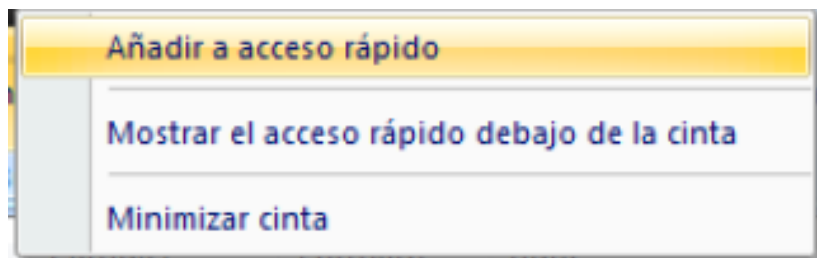 Añadir a acceso rápido
Mostrar el acceso rápido debajo de la cinta
Minimizar cinta